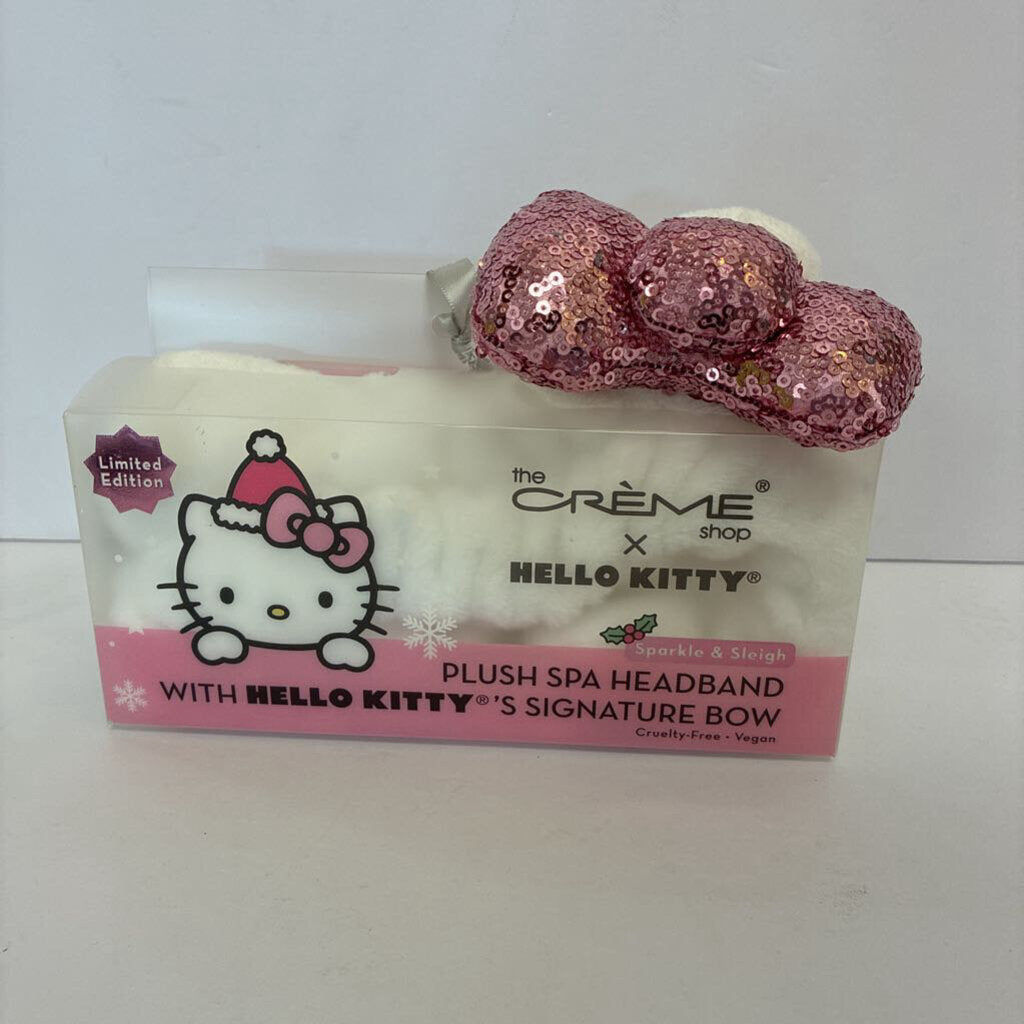 Limited
Edition
the
CRÈME®
shop
×
HELLO KITTY®
Sparkle & Sleigh
PLUSH SPA HEADBAND
WITH HELLO KITTY®'S SIGNATURE BOW
Cruelty-Free • Vegan